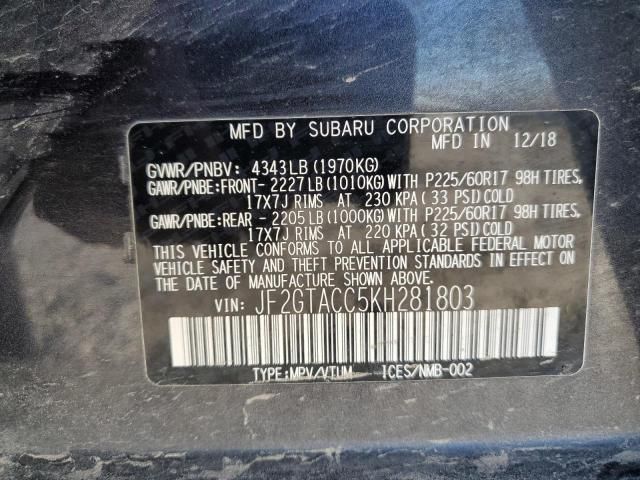 MFD BY SUBARU CORPORATION
MFD IN 12/18
GVWR/PNBV: 4343LB (1970KG)
GAWR/PNBE:FRONT-2227LB (1010KG) WITH P225/60R17 98H TIRES,
17X7J RIMS AT 230 KPA ( 33 PSI) COLD
GAWR/PNBE:REAR -2205LB (1000KG) WITH P225/60R17 98H TIRES,
17X7J RIMS AT 220 KPA ( 32 PSI) COLD
THIS VEHICLE CONFORMS TO ALL APPLICABLE FEDERAL MOTOR
VEHICLE SAFETY AND THEFT PREVENTION STANDARDS IN EFFECT
ON THE DATE OF MANUFACTURE SHOWN ABOVE.
VIN: JF2GTACC5KH281803
TYPE:MPV/VTUM ICES/NMB-002